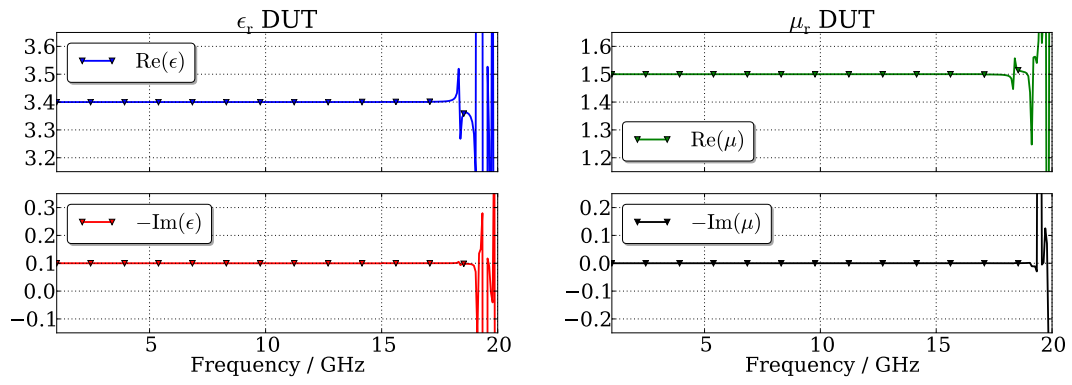 ϵᵣ DUT
3.6
3.5
3.4
3.3
3.2
Re(ϵ)
0.3
0.2
0.1
0.0
−0.1
−Im(ϵ)
5 10 15 20
Frequency / GHz
μᵣ DUT
1.6
1.5
1.4
1.3
1.2
Re(μ)
0.2
0.1
0.0
−0.1
−0.2
−Im(μ)
5 10 15 20
Frequency / GHz